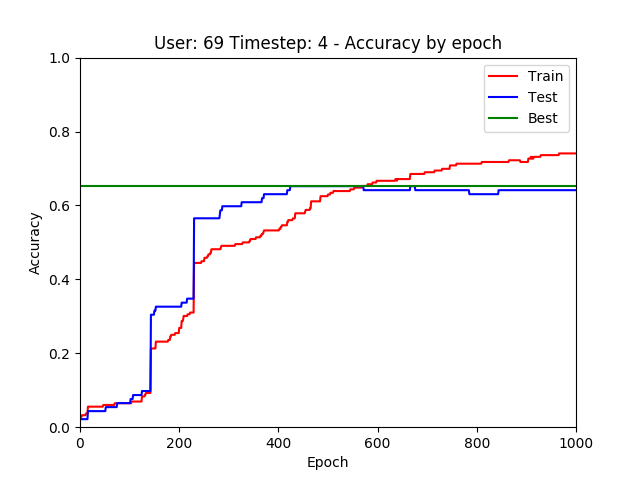 User: 69 Timestep: 4 - Accuracy by epoch
Train
Test
Best
1.0
0.8
0.6
0.4
0.2
0.0
Accuracy
0 200 400 600 800 1000
Epoch